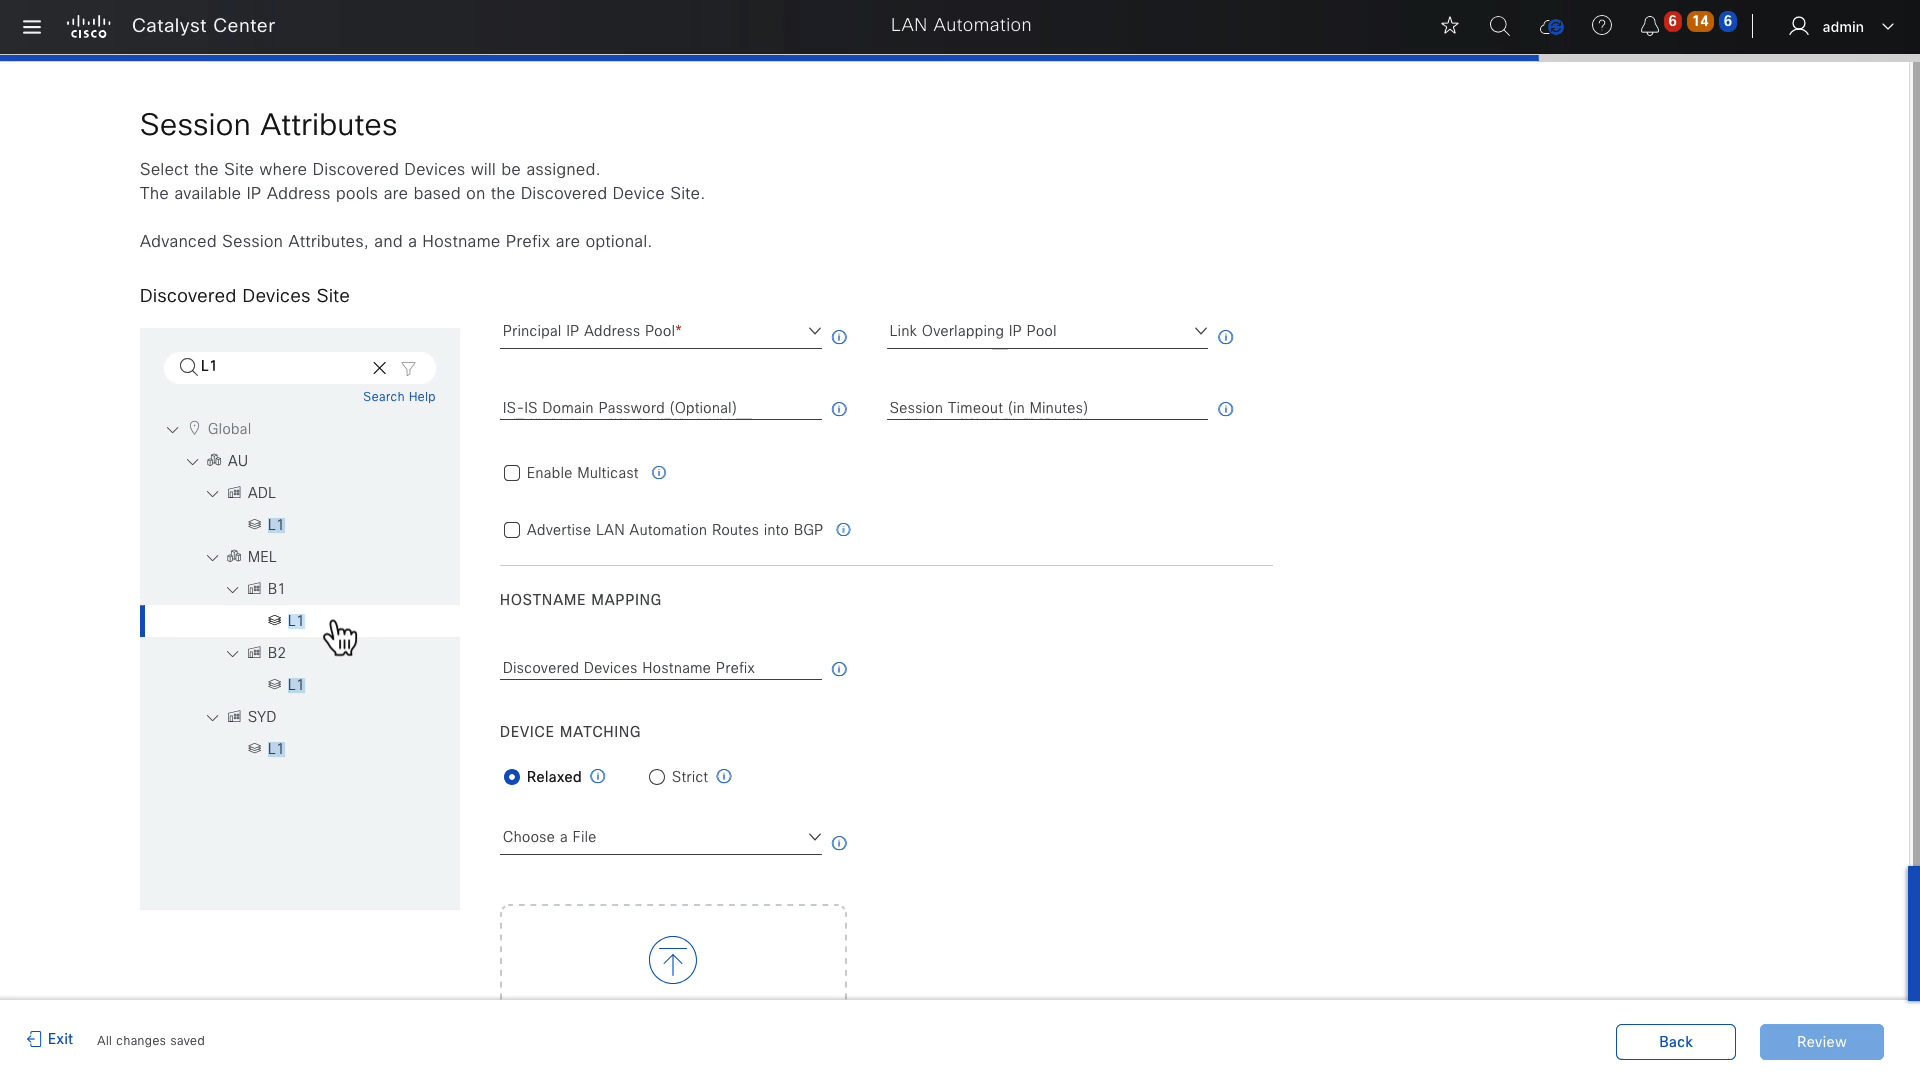 cisco Catalyst Center
LAN Automation
6 14 6 admin
Session Attributes
Select the Site where Discovered Devices will be assigned.
The available IP Address pools are based on the Discovered Device Site.
Advanced Session Attributes, and a Hostname Prefix are optional.
Discovered Devices Site
L1
Search Help
Global
AU
ADL
L1
MEL
B1
L1
B2
L1
SYD
L1
Principal IP Address Pool*
Link Overlapping IP Pool
IS-IS Domain Password (Optional)
Session Timeout (in Minutes)
Enable Multicast
Advertise LAN Automation Routes into BGP
HOSTNAME MAPPING
Discovered Devices Hostname Prefix
DEVICE MATCHING
Relaxed Strict
Choose a File
Exit All changes saved
Back Review